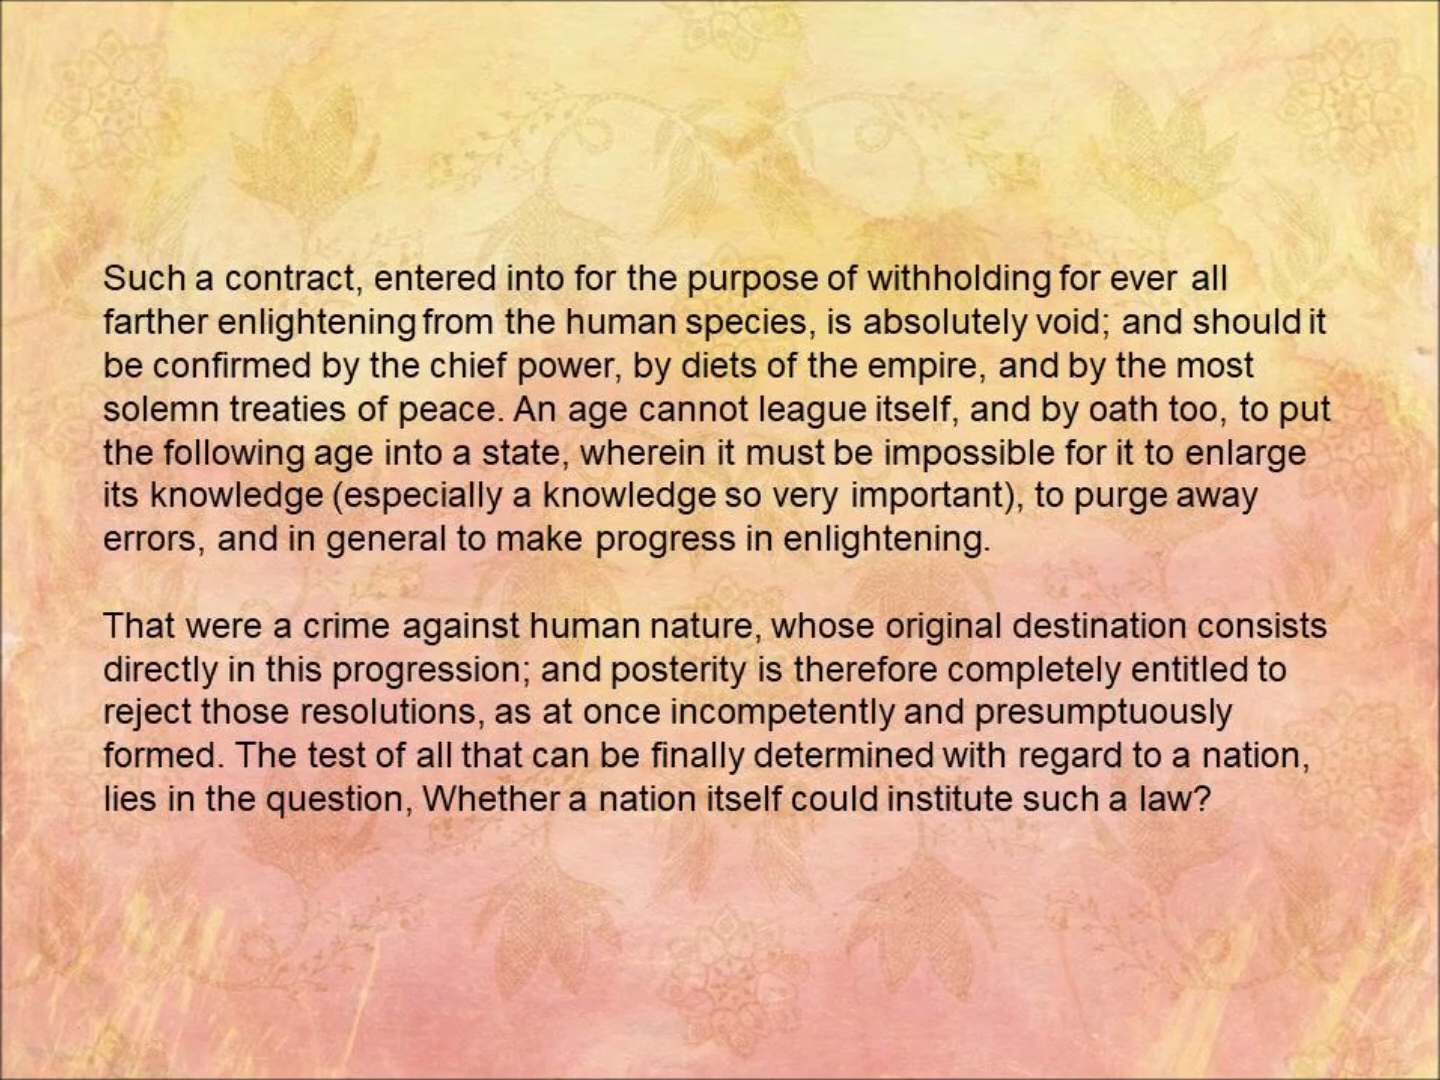 Such a contract, entered into for the purpose of withholding for ever all
farther enlightening from the human species, is absolutely void; and should it
be confirmed by the chief power, by diets of the empire, and by the most
solemn treaties of peace. An age cannot league itself, and by oath too, to put
the following age into a state, wherein it must be impossible for it to enlarge
its knowledge (especially a knowledge so very important), to purge away
errors, and in general to make progress in enlightening.
That were a crime against human nature, whose original destination consists
directly in this progression; and posterity is therefore completely entitled to
reject those resolutions, as at once incompetently and presumptuously
formed. The test of all that can be finally determined with regard to a nation,
lies in the question, Whether a nation itself could institute such a law?